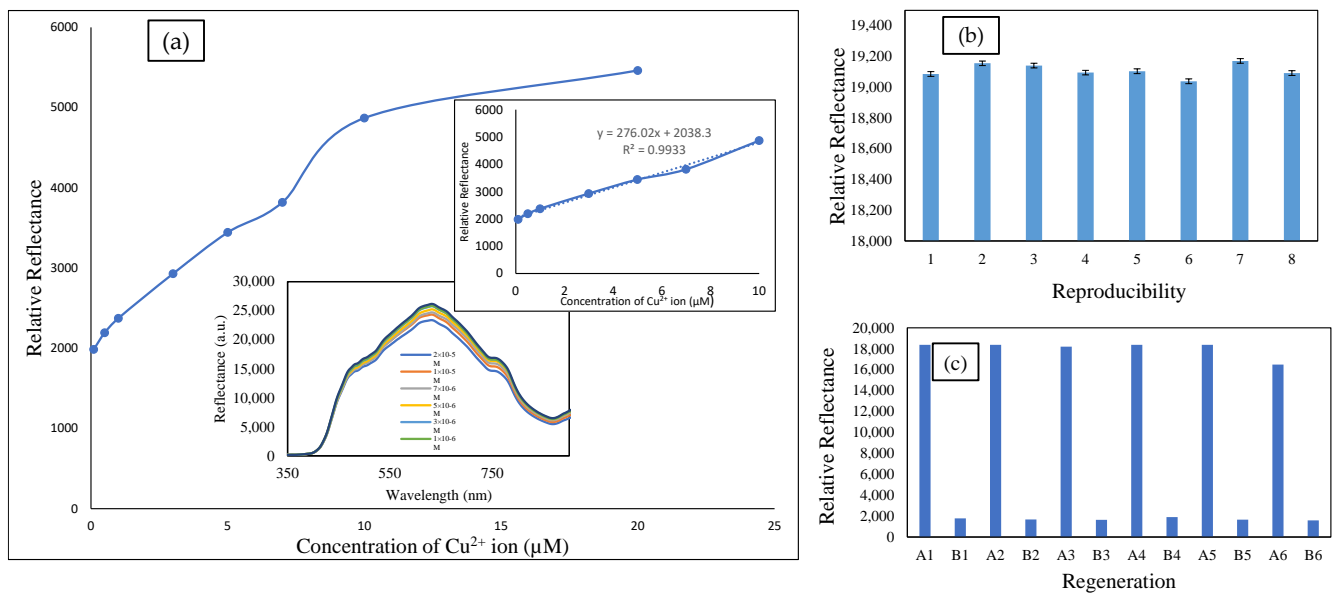 (a)
6000
5000
4000
3000
2000
1000
0
0 5 10 15 20 25
Relative Reflectance
Concentration of Cu²⁺ ion (µM)
6000
5000
4000
3000
2000
1000
0
0 2 4 6 8 10
y = 276.02x + 2038.3
R² = 0.9933
Relative Reflectance
Concentration of Cu²⁺ ion (µM)
30,000
25,000
20,000
15,000
10,000
5,000
0
350 550 750
Reflectance (a.u.)
Wavelength (nm)
2×10-5
M
1×10-5
M
7×10-6
M
5×10-6
M
3×10-6
M
1×10-6
M
(b)
19,400
19,200
19,000
18,800
18,600
18,400
18,200
18,000
1 2 3 4 5 6 7 8
Relative Reflectance
Reproducibility
(c)
20,000
18,000
16,000
14,000
12,000
10,000
8,000
6,000
4,000
2,000
0
A1 B1 A2 B2 A3 B3 A4 B4 A5 B5 A6 B6
Relative Reflectance
Regeneration